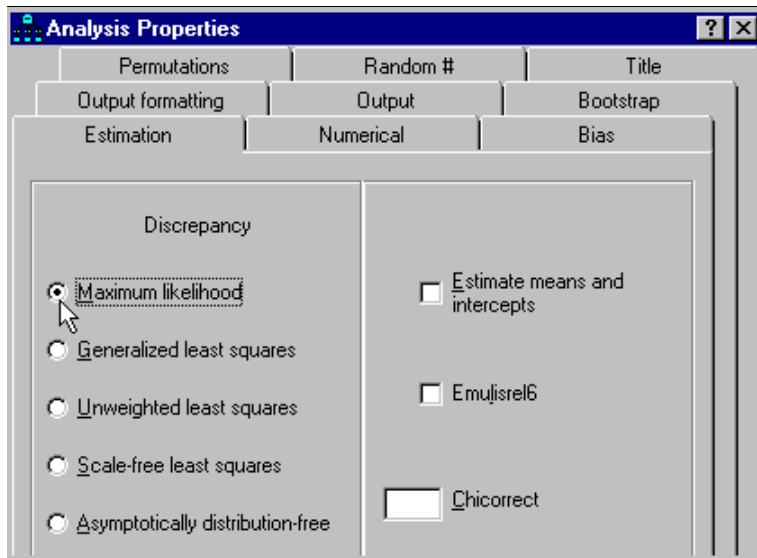 Analysis Properties
Permutations
Random #
Title
Output formatting
Output
Bootstrap
Estimation
Numerical
Bias
Discrepancy
Maximum likelihood
Generalized least squares
Unweighted least squares
Scale-free least squares
Asymptotically distribution-free
Estimate means and
intercepts
Emulisrel6
Chicorrect